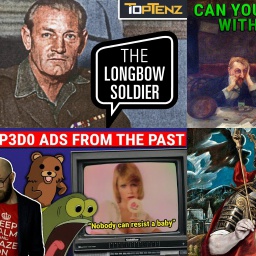 TOPTENZ
THE
LONGBOW
SOLDIER
CAN YOU
WITH
P3D0 ADS FROM THE PAST
"Nobody can resist a baby"
KEEP
CALM